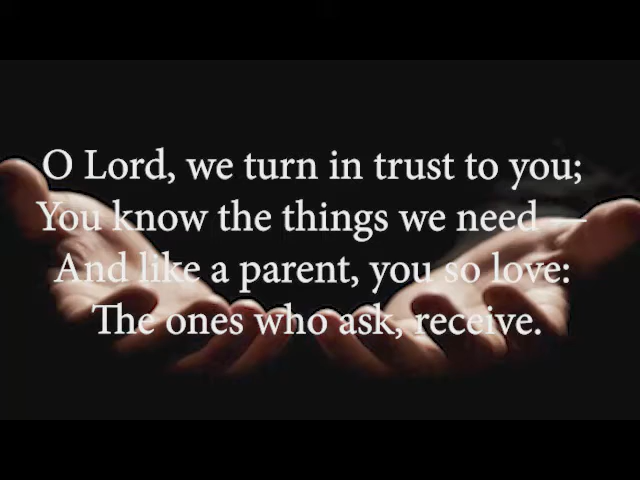 O Lord, we turn in trust to you;
You know the things we need —
And like a parent, you so love:
The ones who ask, receive.